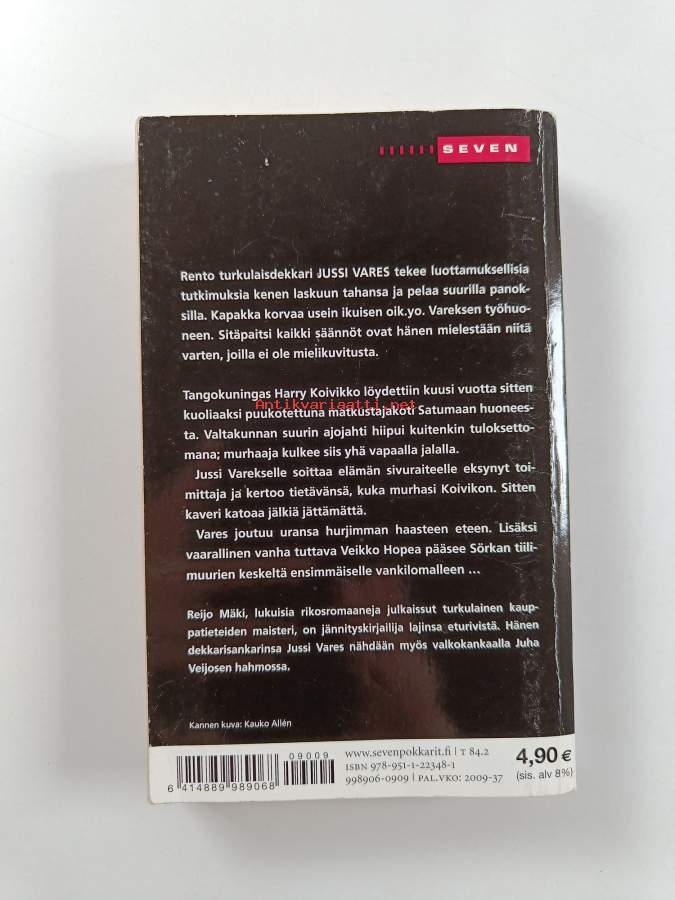 SEVEN
Rento turkulaisdekkari JUSSI VARES tekee luottamuksellisia
tutkimuksia kenen laskuun tahansa ja pelaa suurilla panok-
silla. Kapakka korvaa usein ikuisen oik.yo. Vareksen työhuo-
neen. Sitäpaitsi kaikki säännöt ovat hänen mielestään niitä
varten, joilla ei ole mielikuvitusta.
Tangokuningas Harry Koivikko löydettiin kuusi vuotta sitten
Antikvariaatti.net
kuoliaaksi puukotettuna matkustajakoti Satumaan huonees-
ta. Valtakunnan suurin ajojahti hiipui kuitenkin tuloksetto-
mana; murhaaja kulkee siis yhä vapaalla jalalla.
Jussi Varekselle soittaa elämän sivuraiteelle eksynyt toi-
mittaja ja kertoo tietävänsä, kuka murhasi Koivikon. Sitten
kaveri katoaa jälkiä jättämättä.
Vares joutuu uransa hurjimman haasteen eteen. Lisäksi
vaarallinen vanha tuttava Veikko Hopea pääsee Sörkan tiili-
muurien keskeltä ensimmäiselle vankilomalleen ...
Reijo Mäki, lukuisia rikosromaaneja julkaissut turkulainen kaup-
patieteiden maisteri, on jännityskirjailija lajinsa eturivistä. Hänen
dekkarisankarinsa Jussi Vares nähdään myös valkokankaalla Juha
Veijosen hahmossa.
Kannen kuva: Kauko Allén
09009
www.sevenpokkarit.fi | T 84.2
ISBN 978-951-1-22348-1
998906-0909 | PAL.VKO: 2009-37
4,90 €
(sis. alv 8%)
6 414889 989068